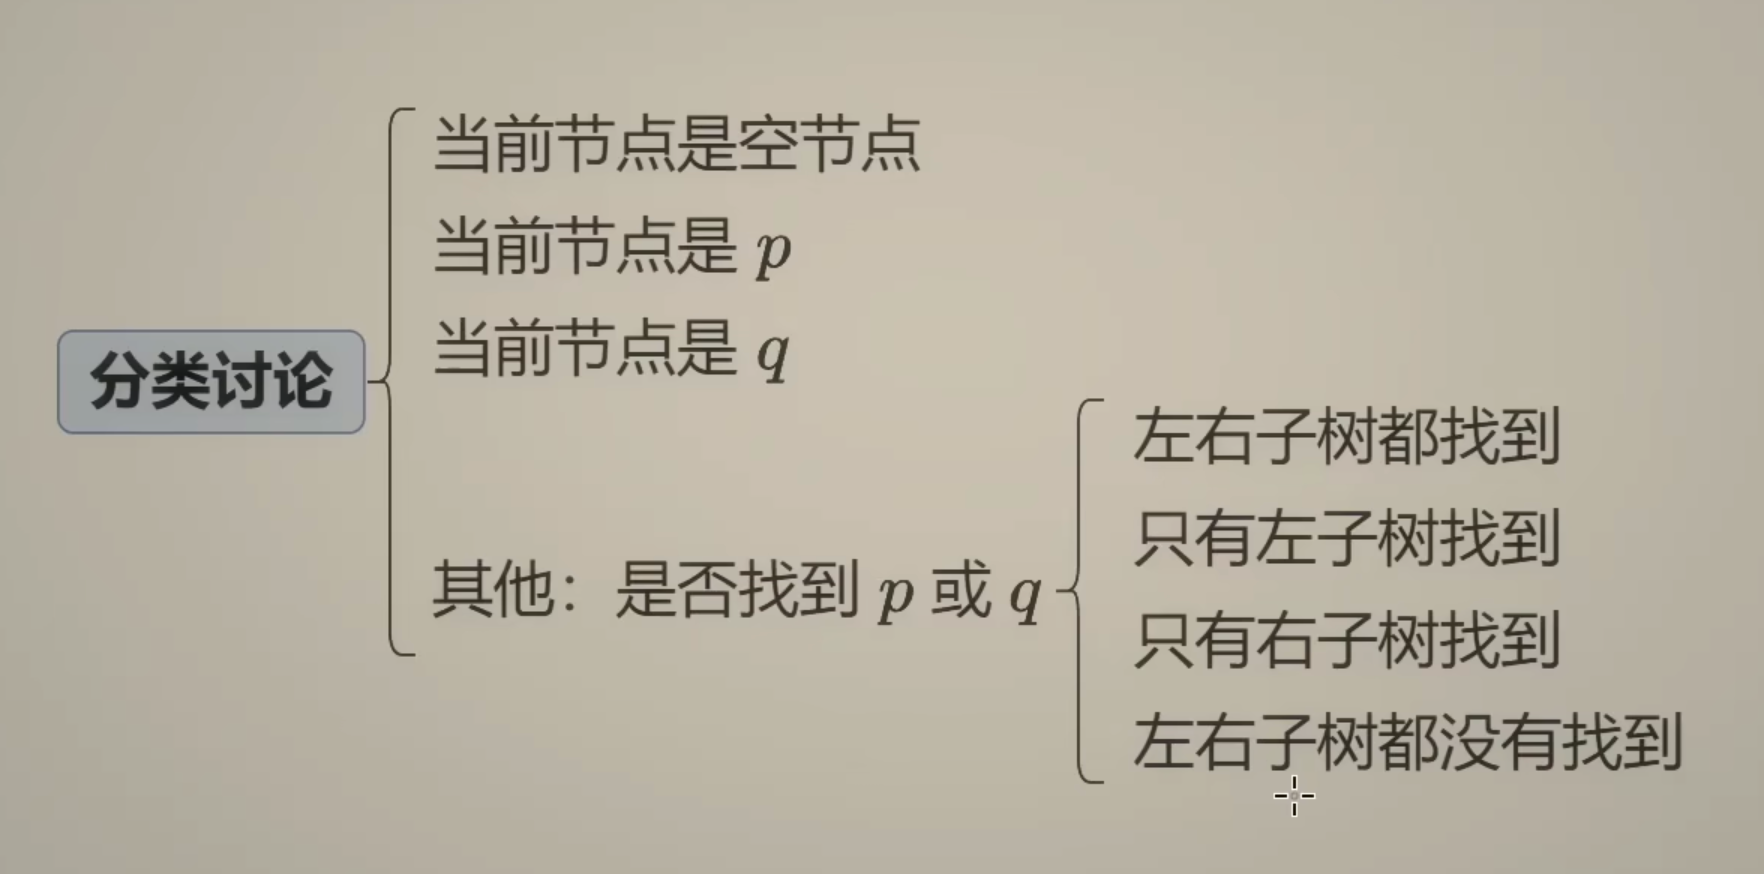 分类讨论
当前节点是空节点
当前节点是 p
当前节点是 q
其他：是否找到 p 或 q
左右子树都找到
只有左子树找到
只有右子树找到
左右子树都没有找到